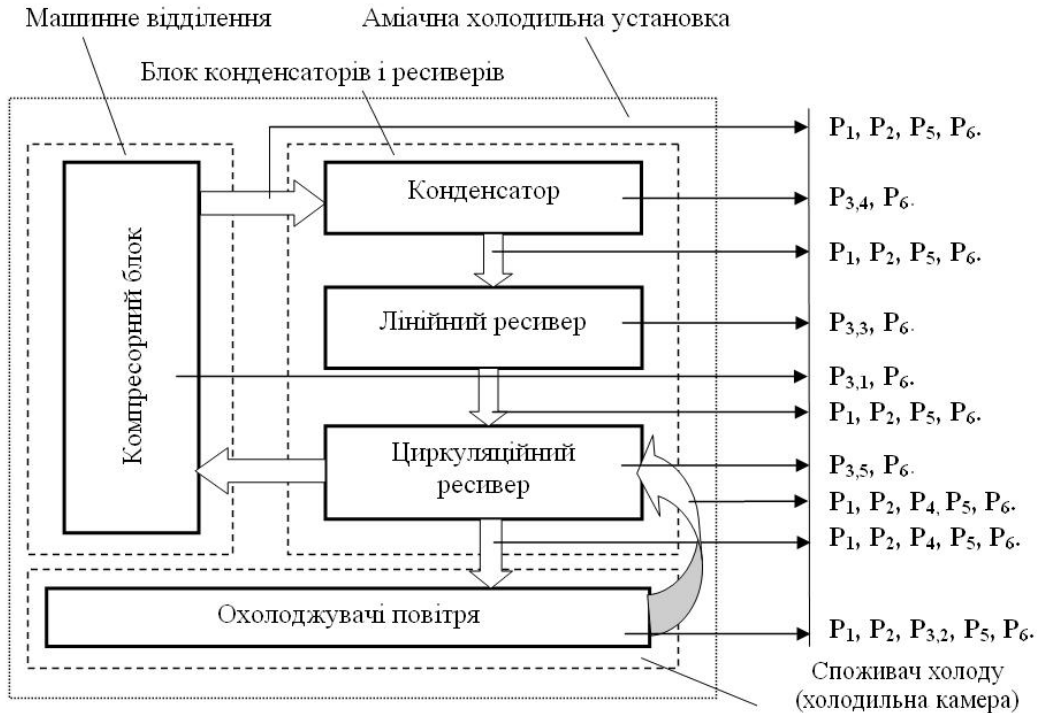 Машинне відділення
Аміачна холодильна установка
Блок конденсаторів і ресиверів
P1, P2, P5, P6.
Компресорний блок
Конденсатор
P3,4, P6.
P1, P2, P5, P6.
Лінійний ресивер
P3,3, P6.
P3,1, P6.
P1, P2, P5, P6.
Циркуляційний
ресивер
P3,5, P6.
P1, P2, P4, P5, P6.
P1, P2, P4, P5, P6.
Охолоджувачі повітря
P1, P2, P3,2, P5, P6.
Споживач холоду
(холодильна камера)